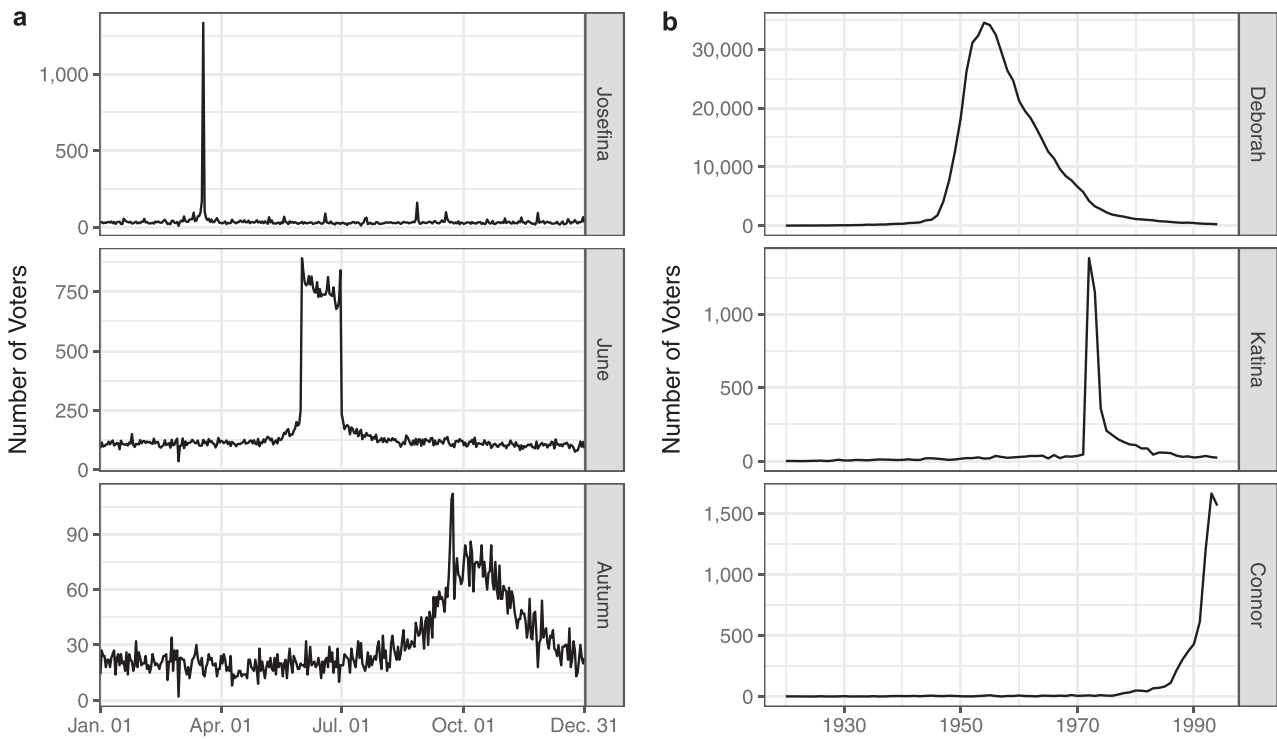 a
Number of Voters
1,000
500
0
Josefina
750
500
250
0
June
90
60
30
0
Autumn
Jan. 01 Apr. 01 Jul. 01 Oct. 01 Dec. 31
b
Number of Voters
30,000
20,000
10,000
0
Deborah
1,000
500
0
Katina
1,500
1,000
500
0
Connor
1930 1950 1970 1990